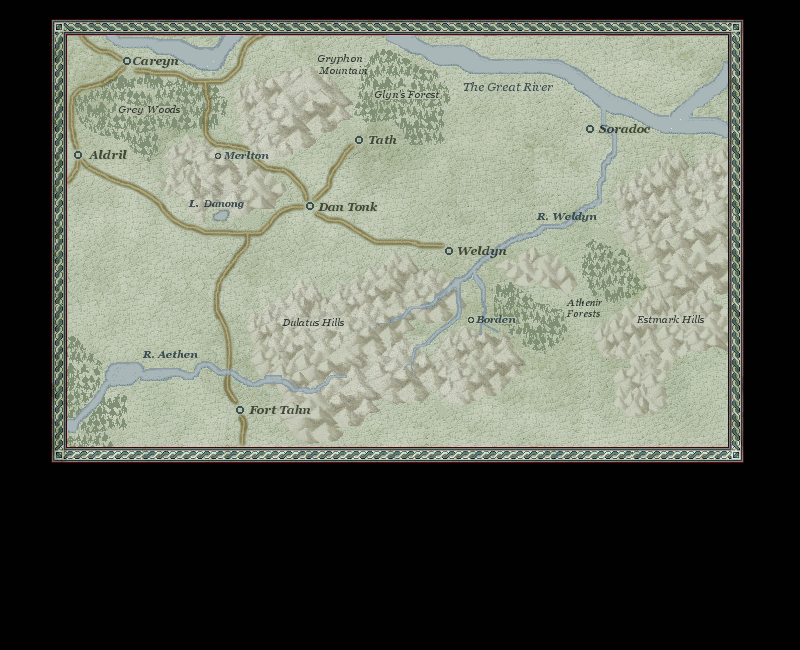 Careyn
Gryphon
Mountain
The Great River
Glyn's Forest
Grey Woods
Soradoc
Tath
Aldril
Merlton
L. Danong
Dan Tonk
R. Weldyn
Weldyn
Athenir
Forests
Dulatus Hills
Borden
Estmark Hills
R. Aethen
Fort Tahn